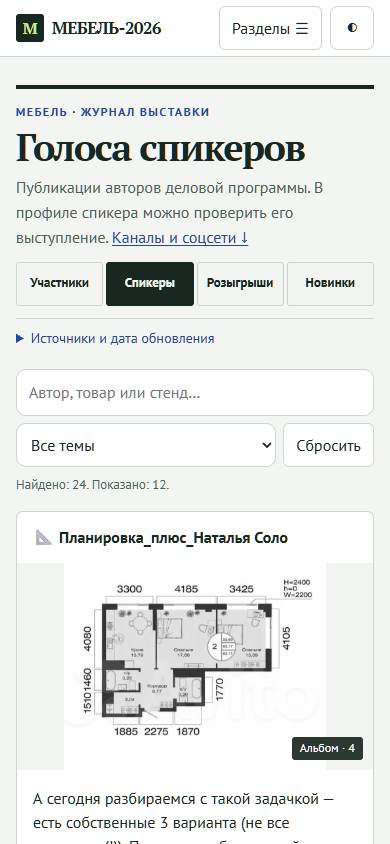 М МЕБЕЛЬ-2026
Разделы ☰
◐
МЕБЕЛЬ · ЖУРНАЛ ВЫСТАВКИ
Голоса спикеров
Публикации авторов деловой программы. В
профиле спикера можно проверить его
выступление. Каналы и соцсети ↓
Участники
Спикеры
Розыгрыши
Новинки
▶ Источники и дата обновления
Автор, товар или стенд...
Все темы
Сбросить
Найдено: 24. Показано: 12.
📐 Планировка_плюс_Наталья Соло
3300
4185
3425
H=2400
h=0
W=2200
4080
4105
1460
1510
1770
1885
2275
1870
Альбом · 4
А сегодня разбираемся с такой задачкой —
есть собственные 3 варианта (не все